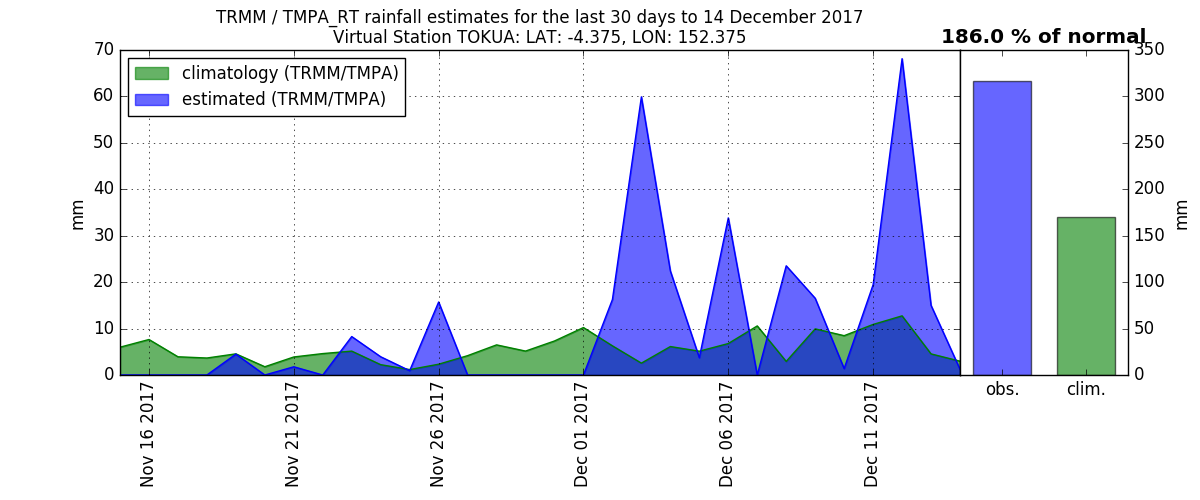 TRMM / TMPA_RT rainfall estimates for the last 30 days to 14 December 2017
Virtual Station TOKUA: LAT: -4.375, LON: 152.375
186.0 % of normal
climatology (TRMM/TMPA)
estimated (TRMM/TMPA)
mm
70
60
50
40
30
20
10
0
Nov 16 2017
Nov 21 2017
Nov 26 2017
Dec 01 2017
Dec 06 2017
Dec 11 2017
obs.
clim.
350
300
250
200
150
100
50
0
mm